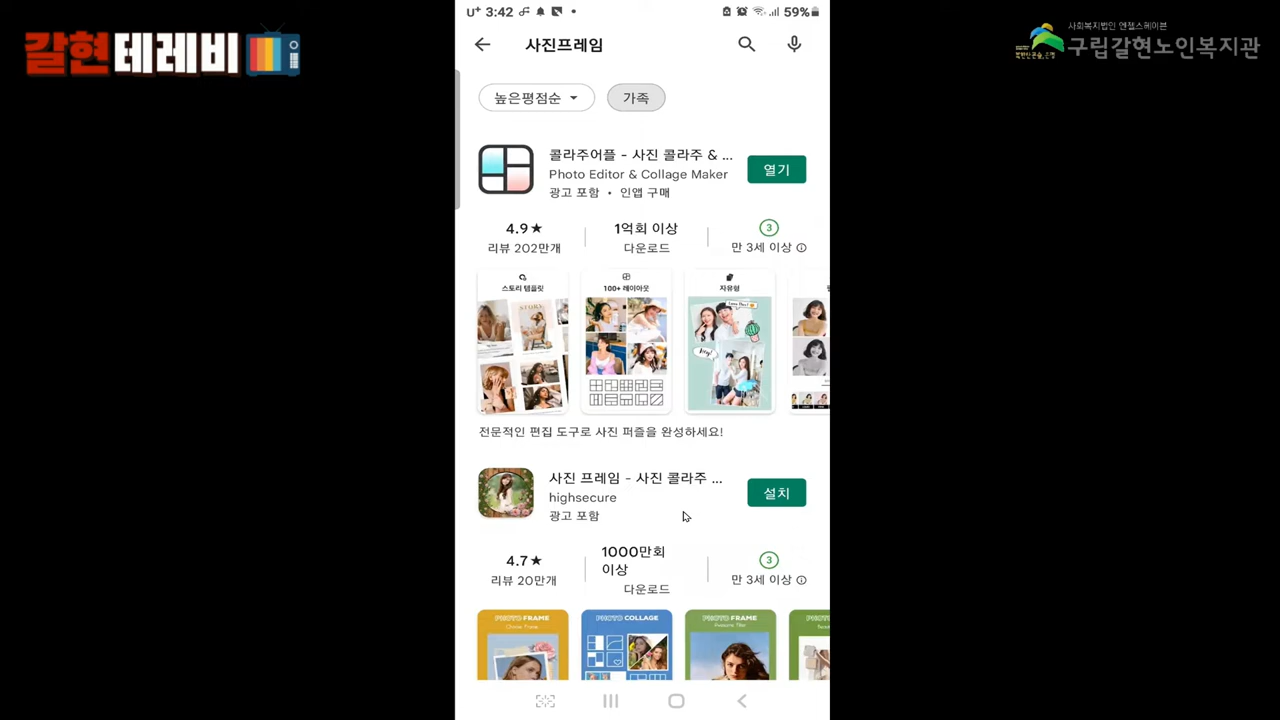 갈현테레비
사회복지법인 엔젤스헤이븐
구립갈현노인복지관
U+ 3:42
59%
사진프레임
높은평점순
가족
콜라주어플 - 사진 콜라주 & ...
Photo Editor & Collage Maker
광고 포함 • 인앱 구매
열기
4.9★
리뷰 202만개
1억회 이상
다운로드
3
만 3세 이상
스토리 템플릿
STORY
100+ 레이아웃
자유형
Hey!
전문적인 편집 도구로 사진 퍼즐을 완성하세요!
사진 프레임 - 사진 콜라주 ...
highsecure
광고 포함
설치
4.7★
리뷰 20만개
1000만회
이상
다운로드
3
만 3세 이상
PHOTO FRAME
PHOTO COLLAGE
PHOTO FRAME
Awesome Filter
PHOTO